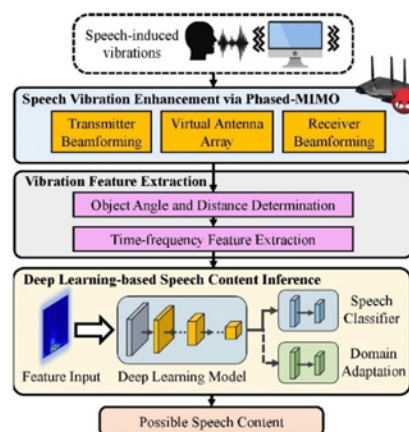 Speech-induced
vibrations
Speech Vibration Enhancement via Phased-MIMO
Transmitter
Beamforming
Virtual Antenna
Array
Receiver
Beamforming
Vibration Feature Extraction
Object Angle and Distance Determination
Time-frequency Feature Extraction
Deep Learning-based Speech Content Inference
Feature Input
Deep Learning Model
Speech
Classifier
Domain
Adaptation
Possible Speech Content